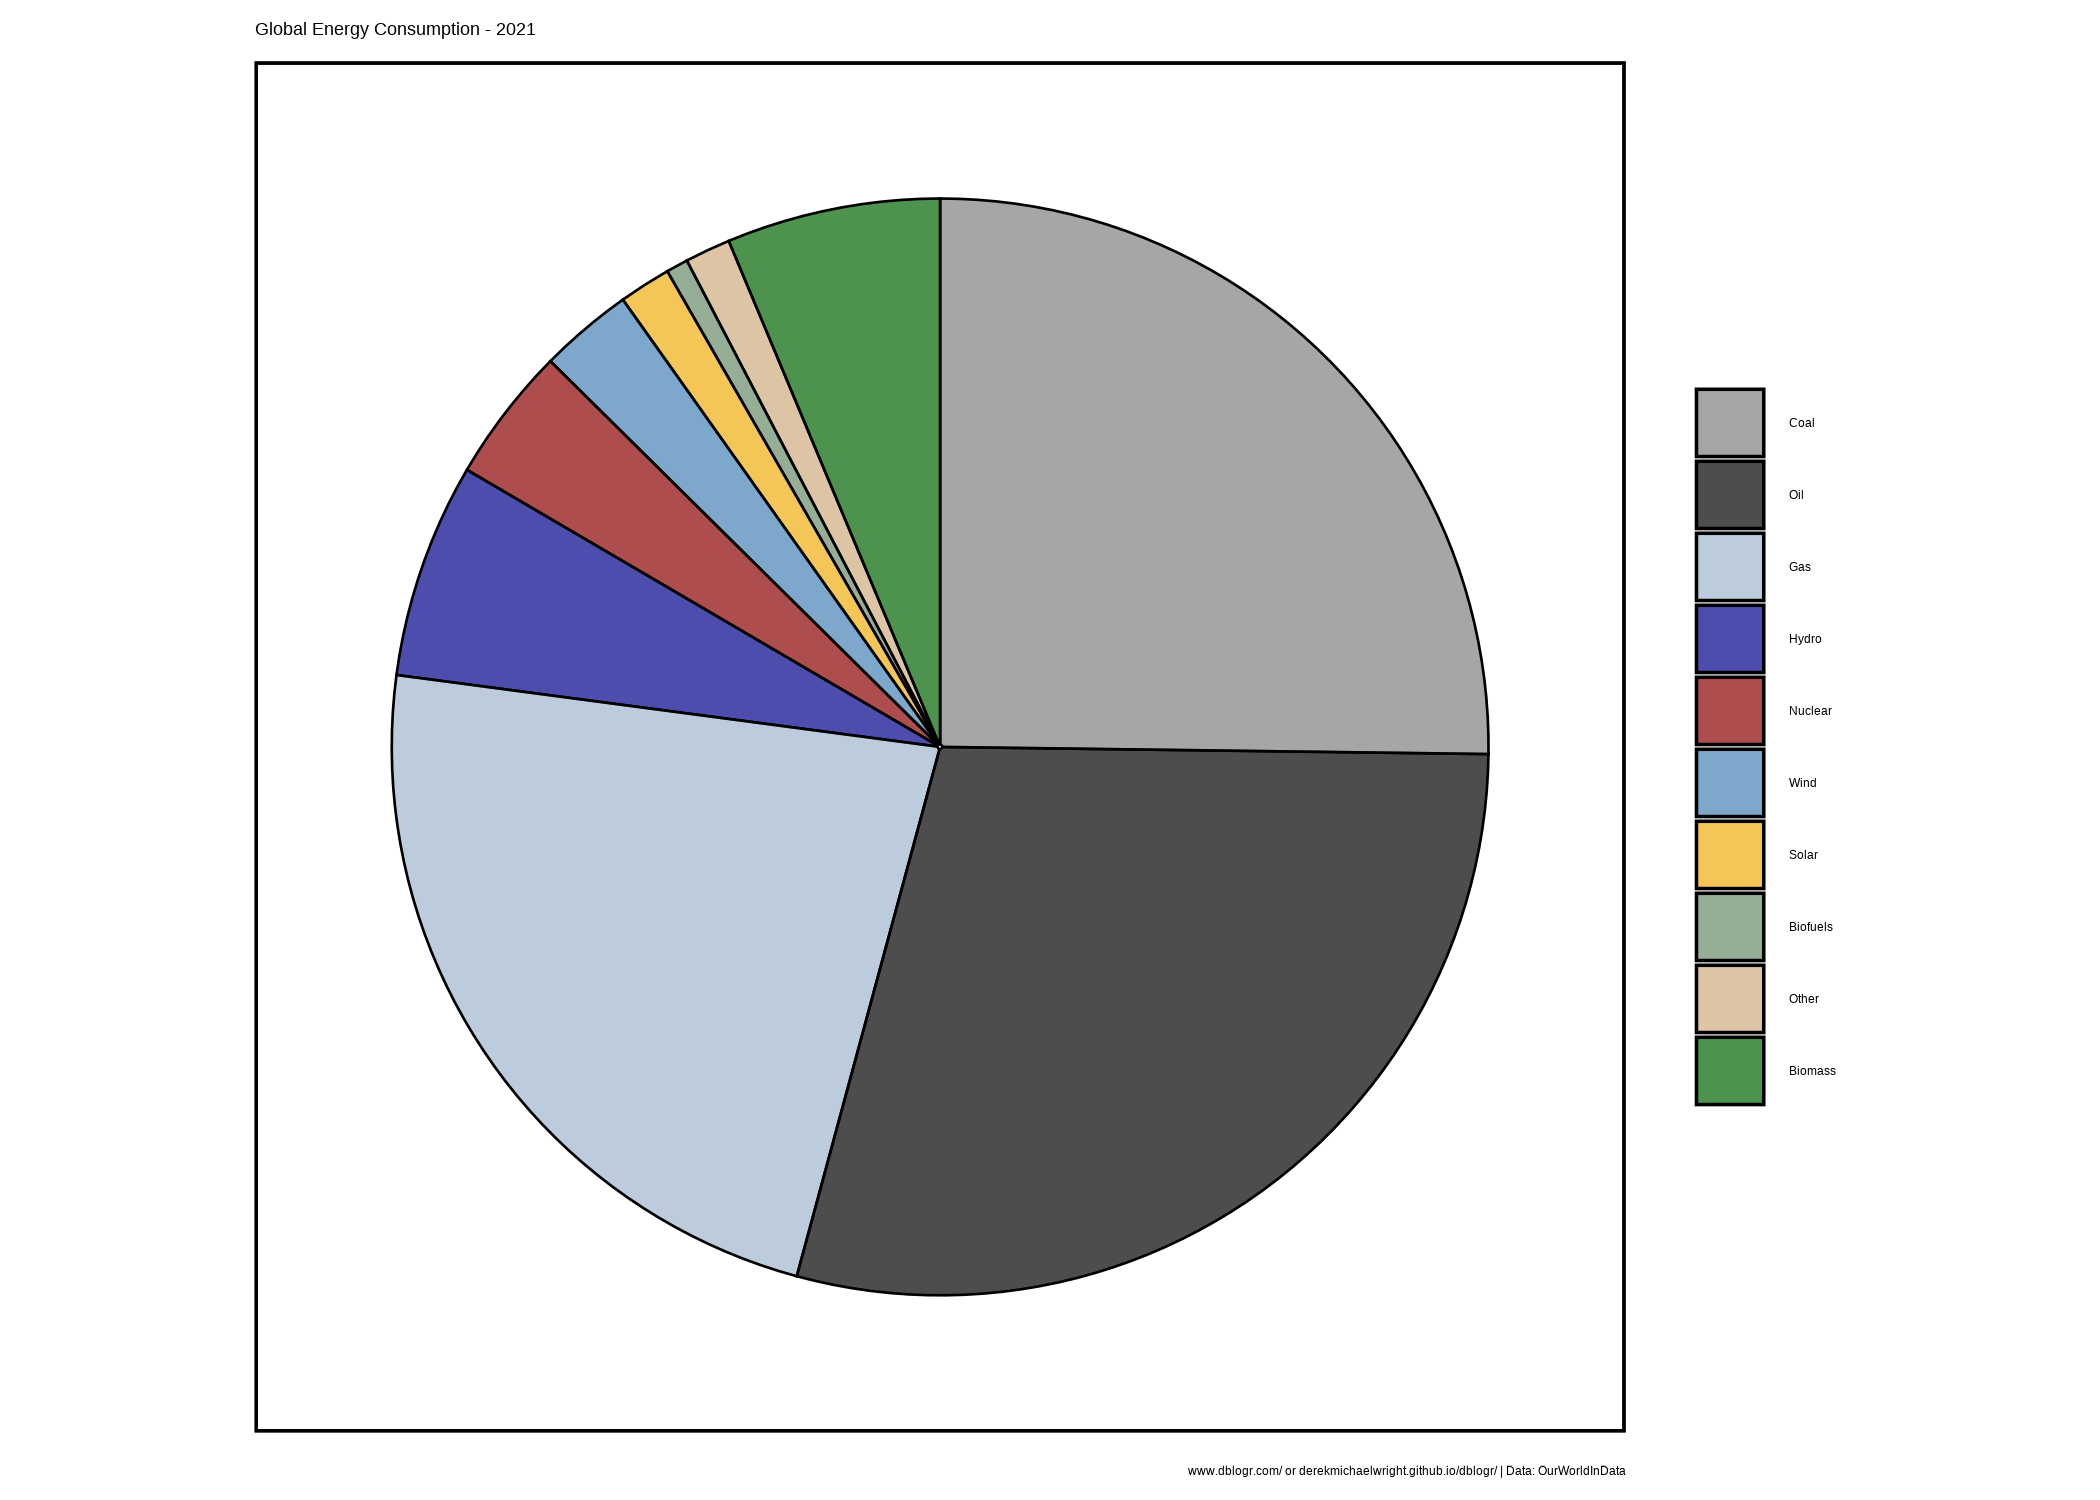 Global Energy Consumption - 2021
Coal
Oil
Gas
Hydro
Nuclear
Wind
Solar
Biofuels
Other
Biomass
www.dblogr.com/ or derekmichaelwright.github.io/dblogr/ | Data: OurWorldInData